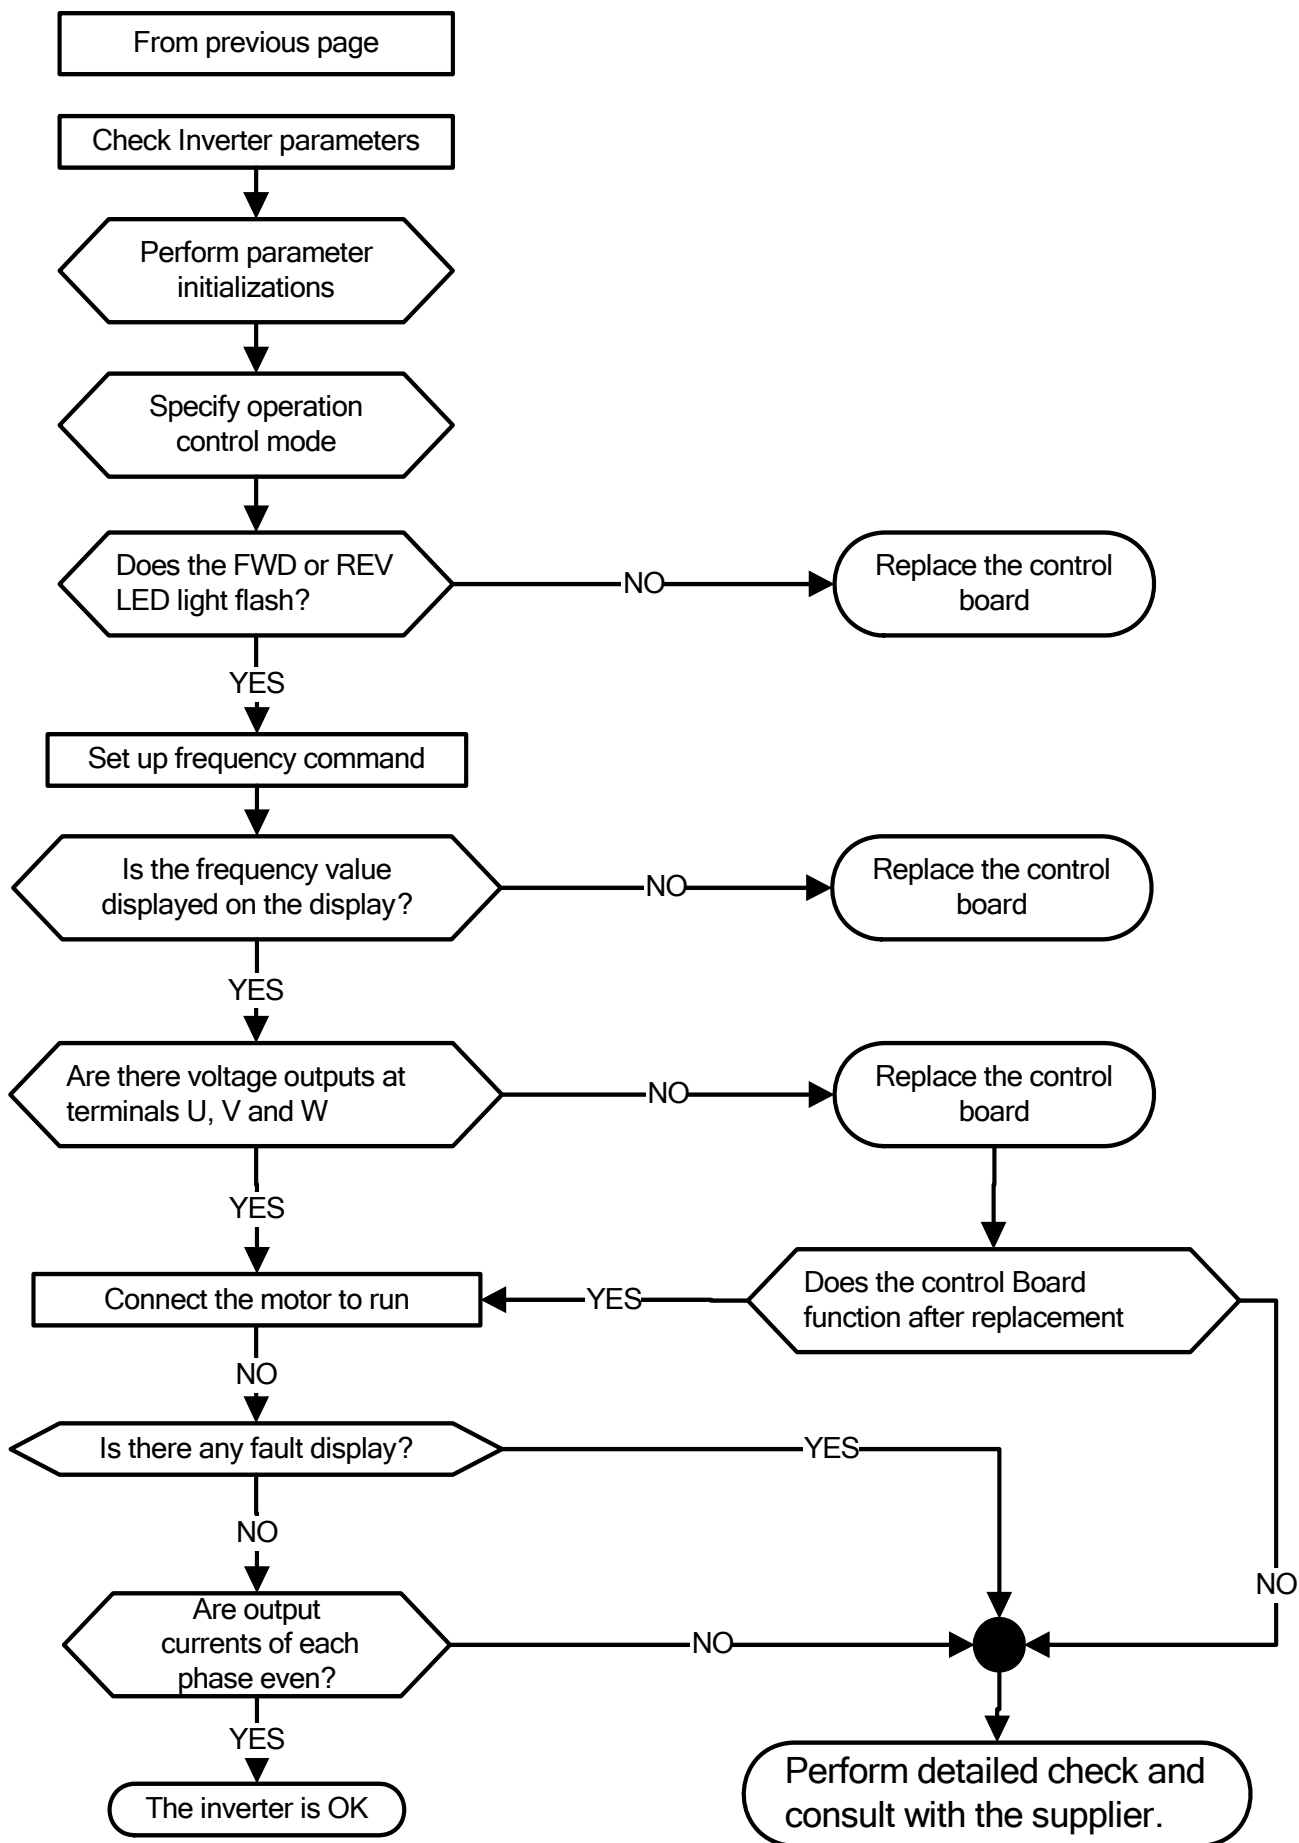 From previous page
Check Inverter parameters
Perform parameter
initializations
Specify operation
control mode
Does the FWD or REV
LED light flash?
NO
Replace the control
board
YES
Set up frequency command
Is the frequency value
displayed on the display?
NO
Replace the control
board
YES
Are there voltage outputs at
terminals U, V and W
NO
Replace the control
board
YES
Connect the motor to run
YES
Does the control Board
function after replacement
NO
Is there any fault display?
YES
NO
NO
Are output
currents of each
phase even?
NO
YES
The inverter is OK
Perform detailed check and
consult with the supplier.